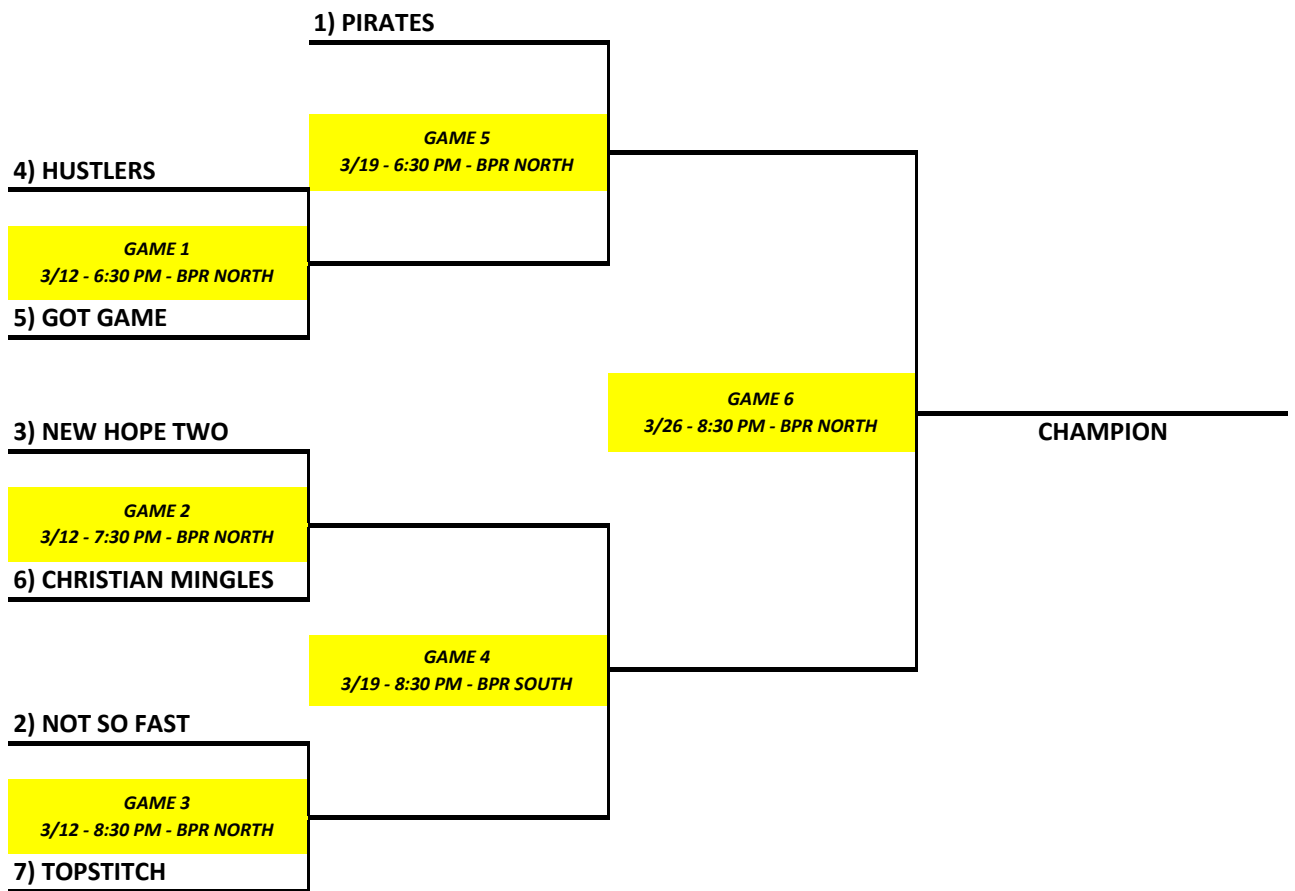 1) PIRATES
GAME 5
3/19 - 6:30 PM - BPR NORTH
4) HUSTLERS
GAME 1
3/12 - 6:30 PM - BPR NORTH
5) GOT GAME
GAME 6
3/26 - 8:30 PM - BPR NORTH
CHAMPION
3) NEW HOPE TWO
GAME 2
3/12 - 7:30 PM - BPR NORTH
6) CHRISTIAN MINGLES
GAME 4
3/19 - 8:30 PM - BPR SOUTH
2) NOT SO FAST
GAME 3
3/12 - 8:30 PM - BPR NORTH
7) TOPSTITCH